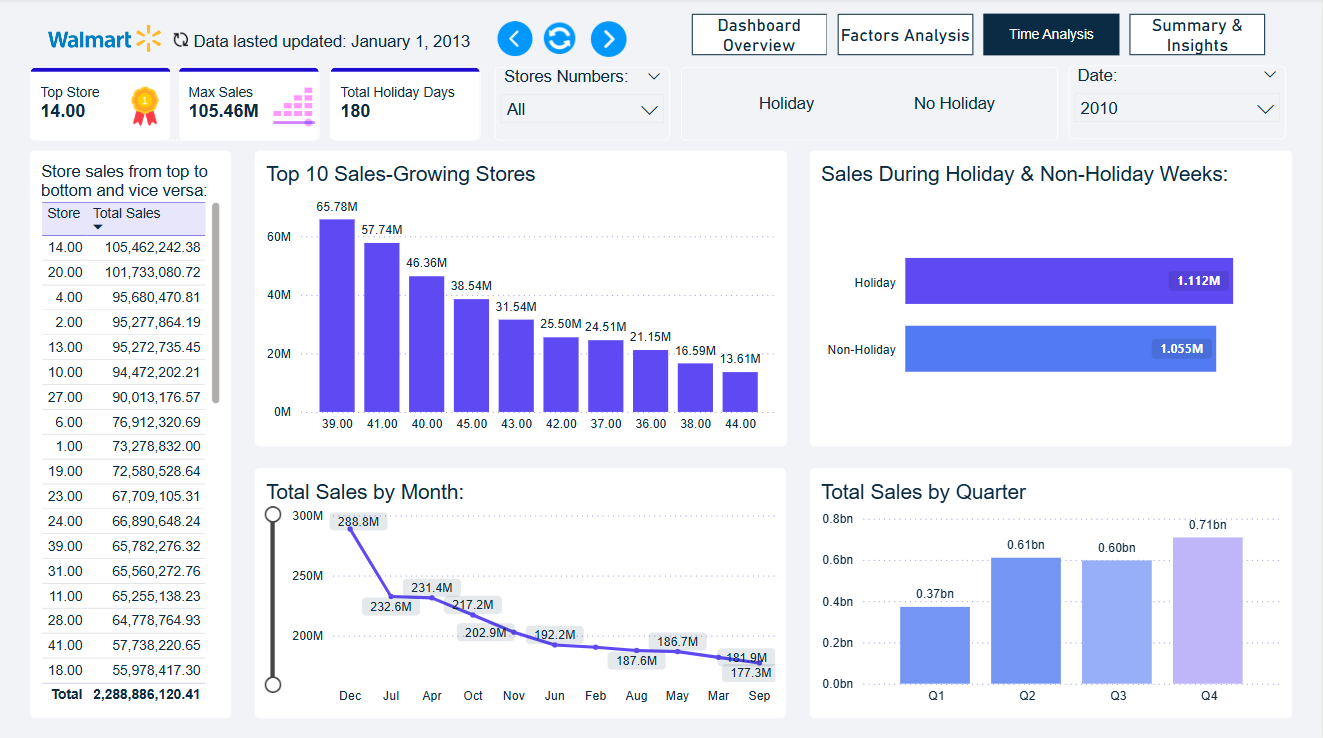 Walmart
Data lasted updated: January 1, 2013
Dashboard
Overview
Factors Analysis
Time Analysis
Summary &
Insights
Top Store
14.00
1
Max Sales
105.46M
Total Holiday Days
180
Stores Numbers:
All
Holiday
No Holiday
Date:
2010
Store sales from top to
bottom and vice versa:
Store Total Sales
14.00 105,462,242.38
20.00 101,733,080.72
4.00 95,680,470.81
2.00 95,277,864.19
13.00 95,272,735.45
10.00 94,472,202.21
27.00 90,013,176.57
6.00 76,912,320.69
1.00 73,278,832.00
19.00 72,580,528.64
23.00 67,709,105.31
24.00 66,890,648.24
39.00 65,782,276.32
31.00 65,560,272.76
11.00 65,255,138.23
28.00 64,778,764.93
41.00 57,738,220.65
18.00 55,978,417.30
Total 2,288,886,120.41
Top 10 Sales-Growing Stores
65.78M
57.74M
46.36M
38.54M
31.54M
25.50M
24.51M
21.15M
16.59M
13.61M
60M
40M
20M
0M
39.00 41.00 40.00 45.00 43.00 42.00 37.00 36.00 38.00 44.00
Sales During Holiday & Non-Holiday Weeks:
Holiday 1.112M
Non-Holiday 1.055M
Total Sales by Month:
300M
250M
200M
288.8M
232.6M
231.4M
217.2M
202.9M
192.2M
187.6M
186.7M
181.9M
177.3M
Dec Jul Apr Oct Nov Jun Feb Aug May Mar Sep
Total Sales by Quarter
0.8bn
0.6bn
0.4bn
0.2bn
0.0bn
0.37bn
0.61bn
0.60bn
0.71bn
Q1 Q2 Q3 Q4